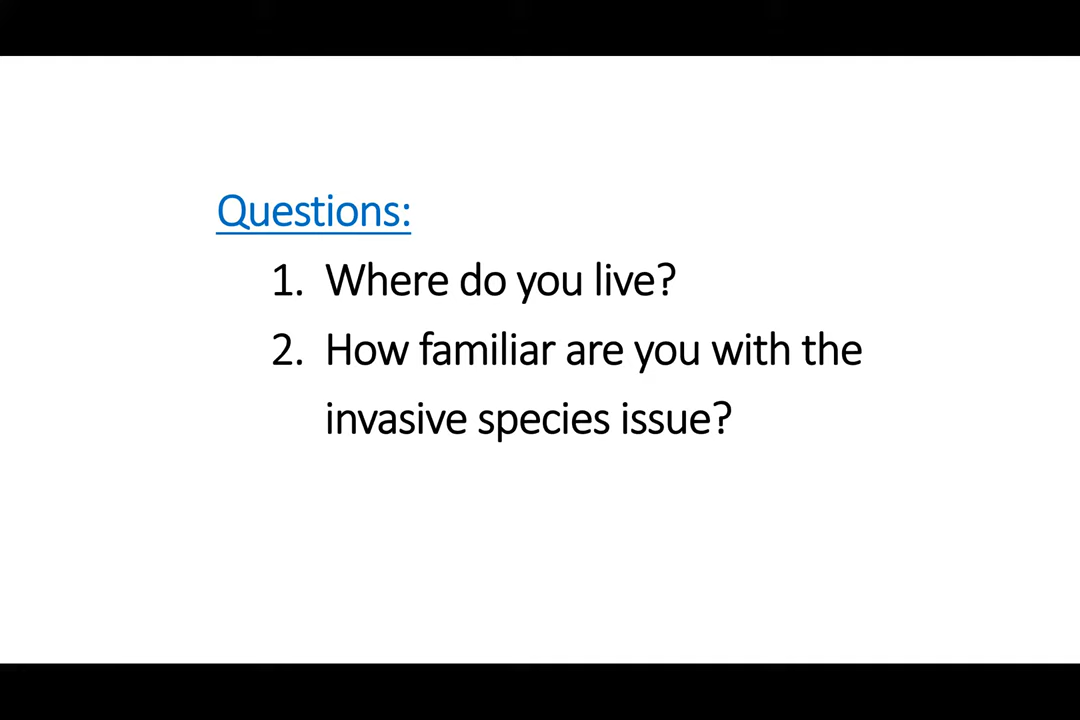 Questions:
1. Where do you live?
2. How familiar are you with the
invasive species issue?